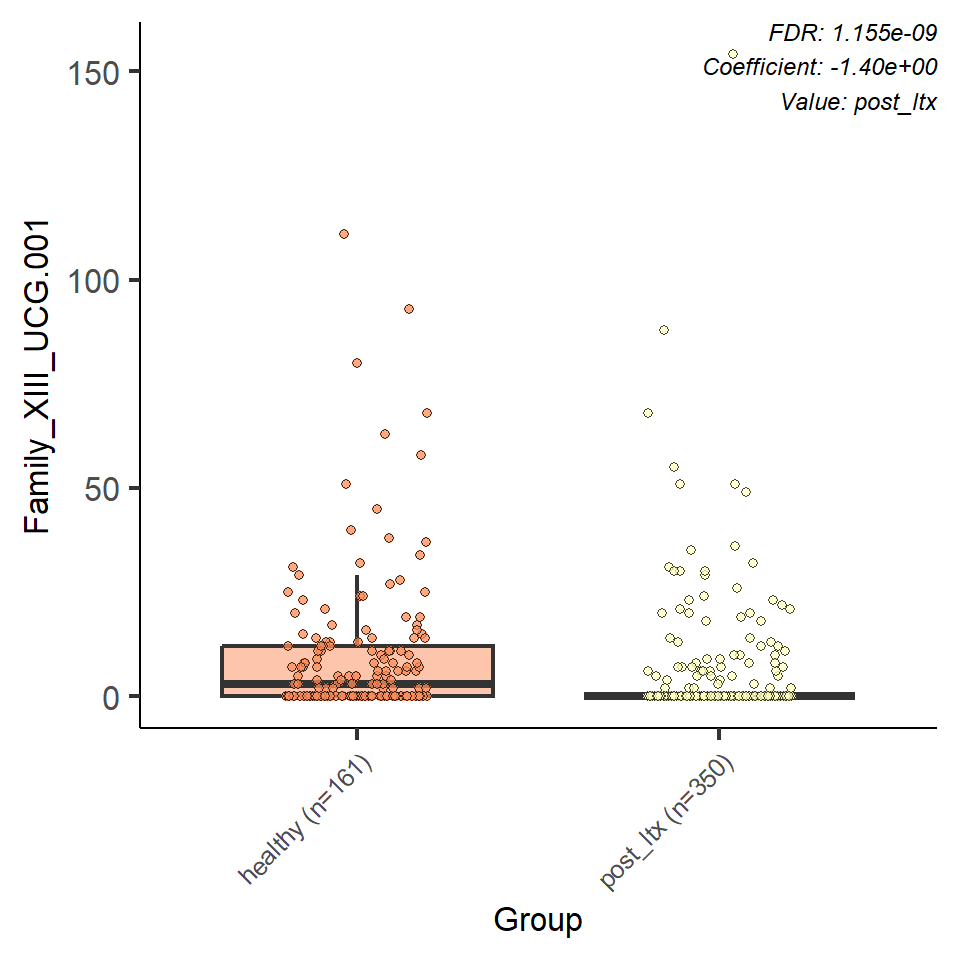 FDR: 1.155e-09
Coefficient: -1.40e+00
Value: post_ltx
150
100
50
0
Family_XIII_UCG.001
healthy (n=161)
post_ltx (n=350)
Group